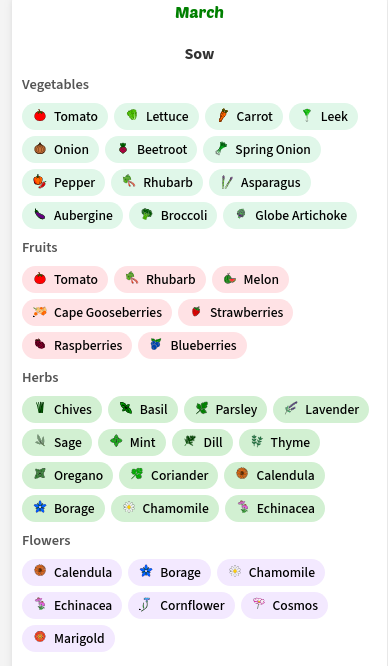 March
Sow
Vegetables
Tomato Lettuce Carrot Leek
Onion Beetroot Spring Onion
Pepper Rhubarb Asparagus
Aubergine Broccoli Globe Artichoke
Fruits
Tomato Rhubarb Melon
Cape Gooseberries Strawberries
Raspberries Blueberries
Herbs
Chives Basil Parsley Lavender
Sage Mint Dill Thyme
Oregano Coriander Calendula
Borage Chamomile Echinacea
Flowers
Calendula Borage Chamomile
Echinacea Cornflower Cosmos
Marigold